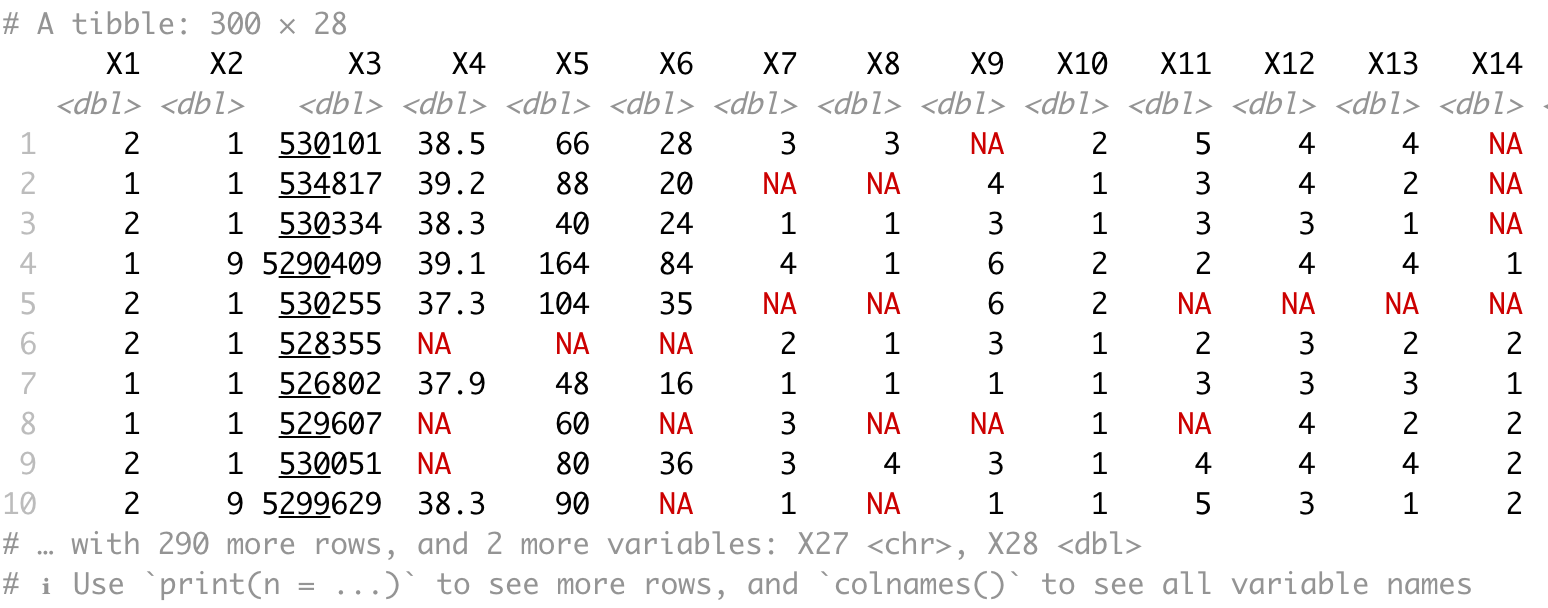 # A tibble: 300 × 28
X1 X2 X3 X4 X5 X6 X7 X8 X9 X10 X11 X12 X13 X14
<dbl> <dbl> <dbl> <dbl> <dbl> <dbl> <dbl> <dbl> <dbl> <dbl> <dbl> <dbl> <dbl> <dbl> <
1 2 1 530101 38.5 66 28 3 3 NA 2 5 4 4 NA
2 1 1 534817 39.2 88 20 NA NA 4 1 3 4 2 NA
3 2 1 530334 38.3 40 24 1 1 3 1 3 3 1 NA
4 1 9 5290409 39.1 164 84 4 1 6 2 2 4 4 1
5 2 1 530255 37.3 104 35 NA NA 6 2 NA NA NA NA
6 2 1 528355 NA NA NA 2 1 3 1 2 3 2 2
7 1 1 526802 37.9 48 16 1 1 1 1 3 3 3 1
8 1 1 529607 NA 60 NA 3 NA NA 1 NA 4 2 2
9 2 1 530051 NA 80 36 3 4 3 1 4 4 4 2
10 2 9 5299629 38.3 90 NA 1 NA 1 1 5 3 1 2
# … with 290 more rows, and 2 more variables: X27 <chr>, X28 <dbl>
# ℹ Use `print(n = ...)` to see more rows, and `colnames()` to see all variable names